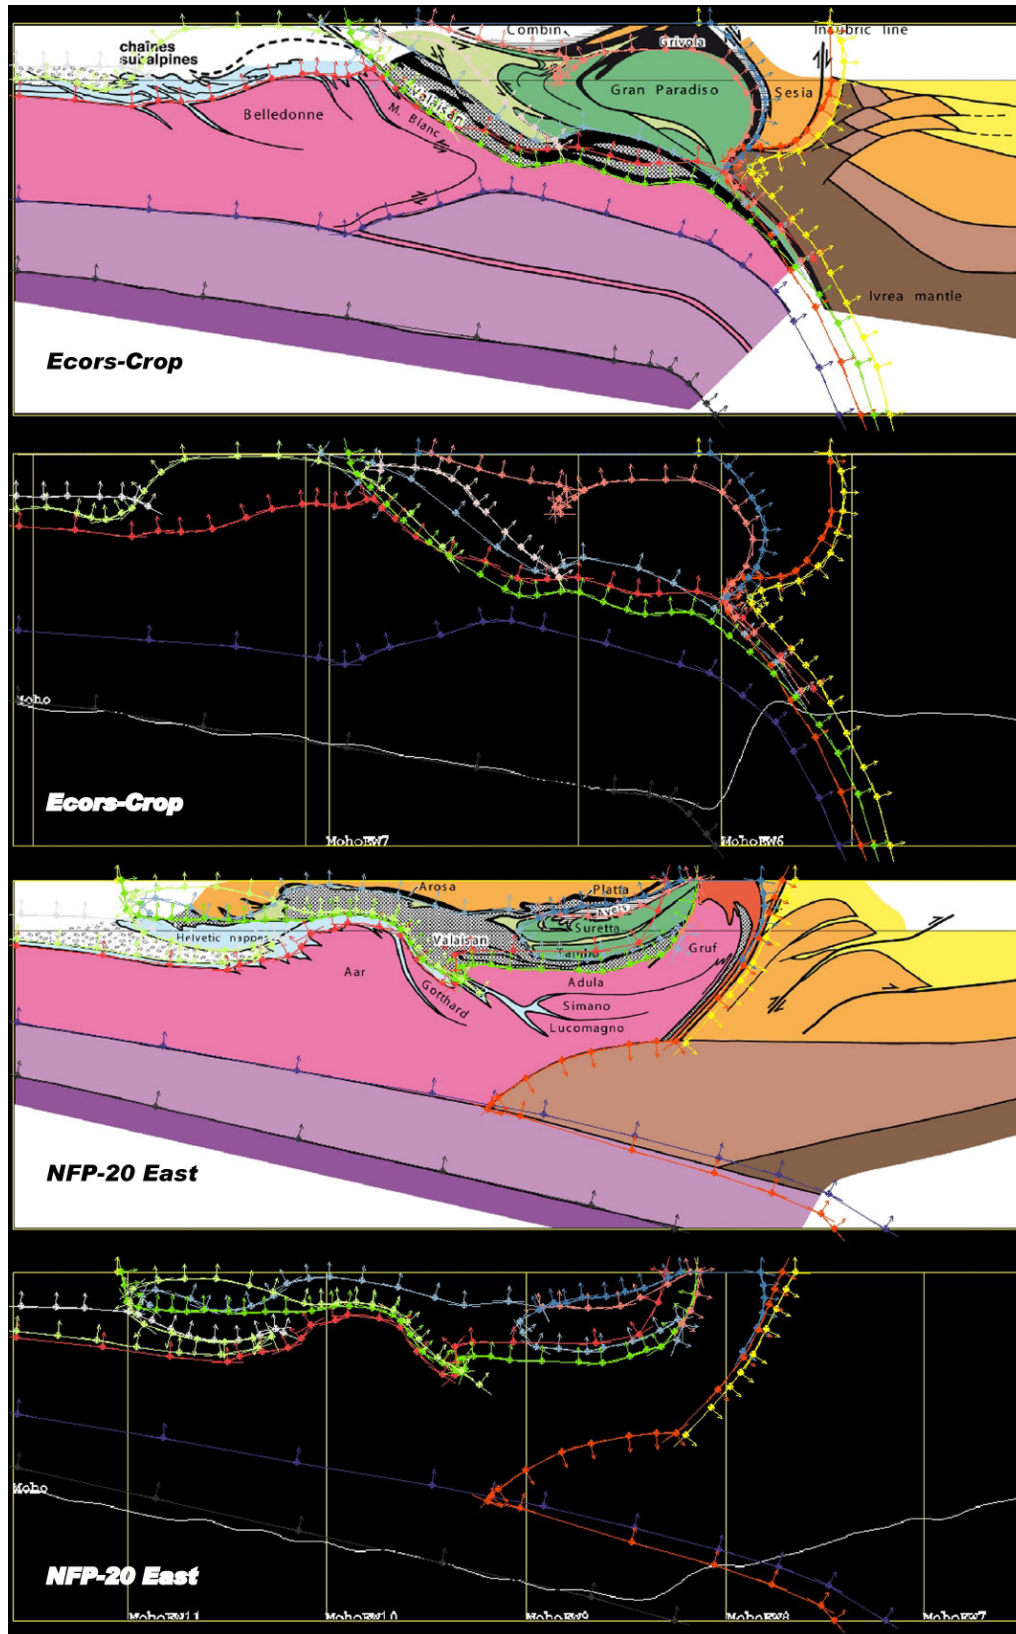 Combin
In   bric line
chaînes
subalpines
Grivola
Gran Paradiso
Sesia
Valaisan
Belledonne
M. Blanc
Ivrea mantle
Ecors-Crop
Moho
Ecors-Crop
MohoEW7
MohoEW6
Arosa
Platta
Avers
Suretta
Helvetic nappes
Valaisan
Tambo
Gruf
Aar
Adula
Gotthard
Simano
Lucomagno
NFP-20 East
Moho
NFP-20 East
MohoEW11
MohoEW10
MohoEW9
MohoEW8
MohoEW7